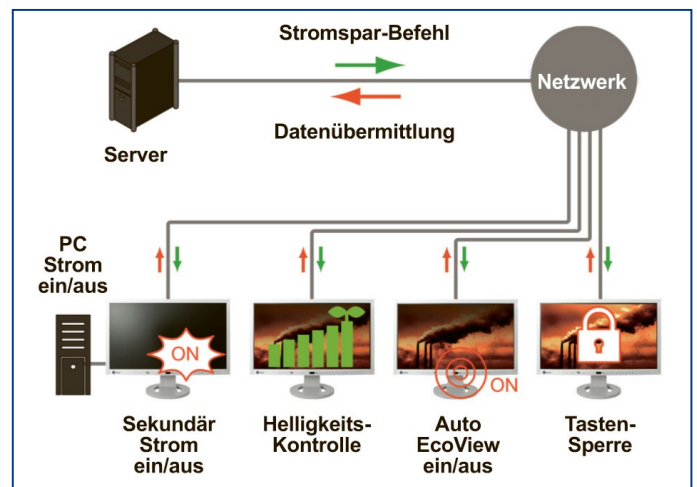 Stromspar-Befehl
Netzwerk
Datenübermittlung
Server
PC
Strom
ein/aus
ON
ON
Sekundär
Strom
ein/aus
Helligkeits-
Kontrolle
Auto
EcoView
ein/aus
Tasten-
Sperre